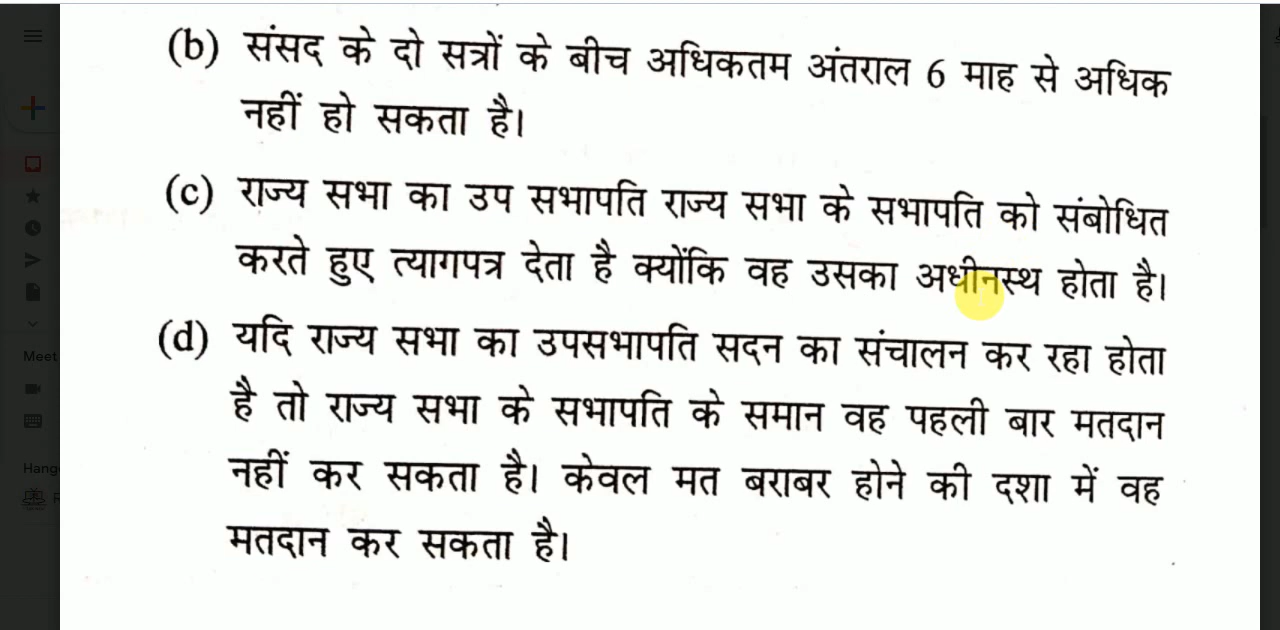 (b) संसद के दो सत्रों के बीच अधिकतम अंतराल 6 माह से अधिक
नहीं हो सकता है।
(c) राज्य सभा का उप सभापति राज्य सभा के सभापति को संबोधित
करते हुए त्यागपत्र देता है क्योंकि वह उसका अधीनस्थ होता है।
(d) यदि राज्य सभा का उपसभापति सदन का संचालन कर रहा होता
है तो राज्य सभा के सभापति के समान वह पहली बार मतदान
नहीं कर सकता है। केवल मत बराबर होने की दशा में वह
मतदान कर सकता है।
Meet
Hang